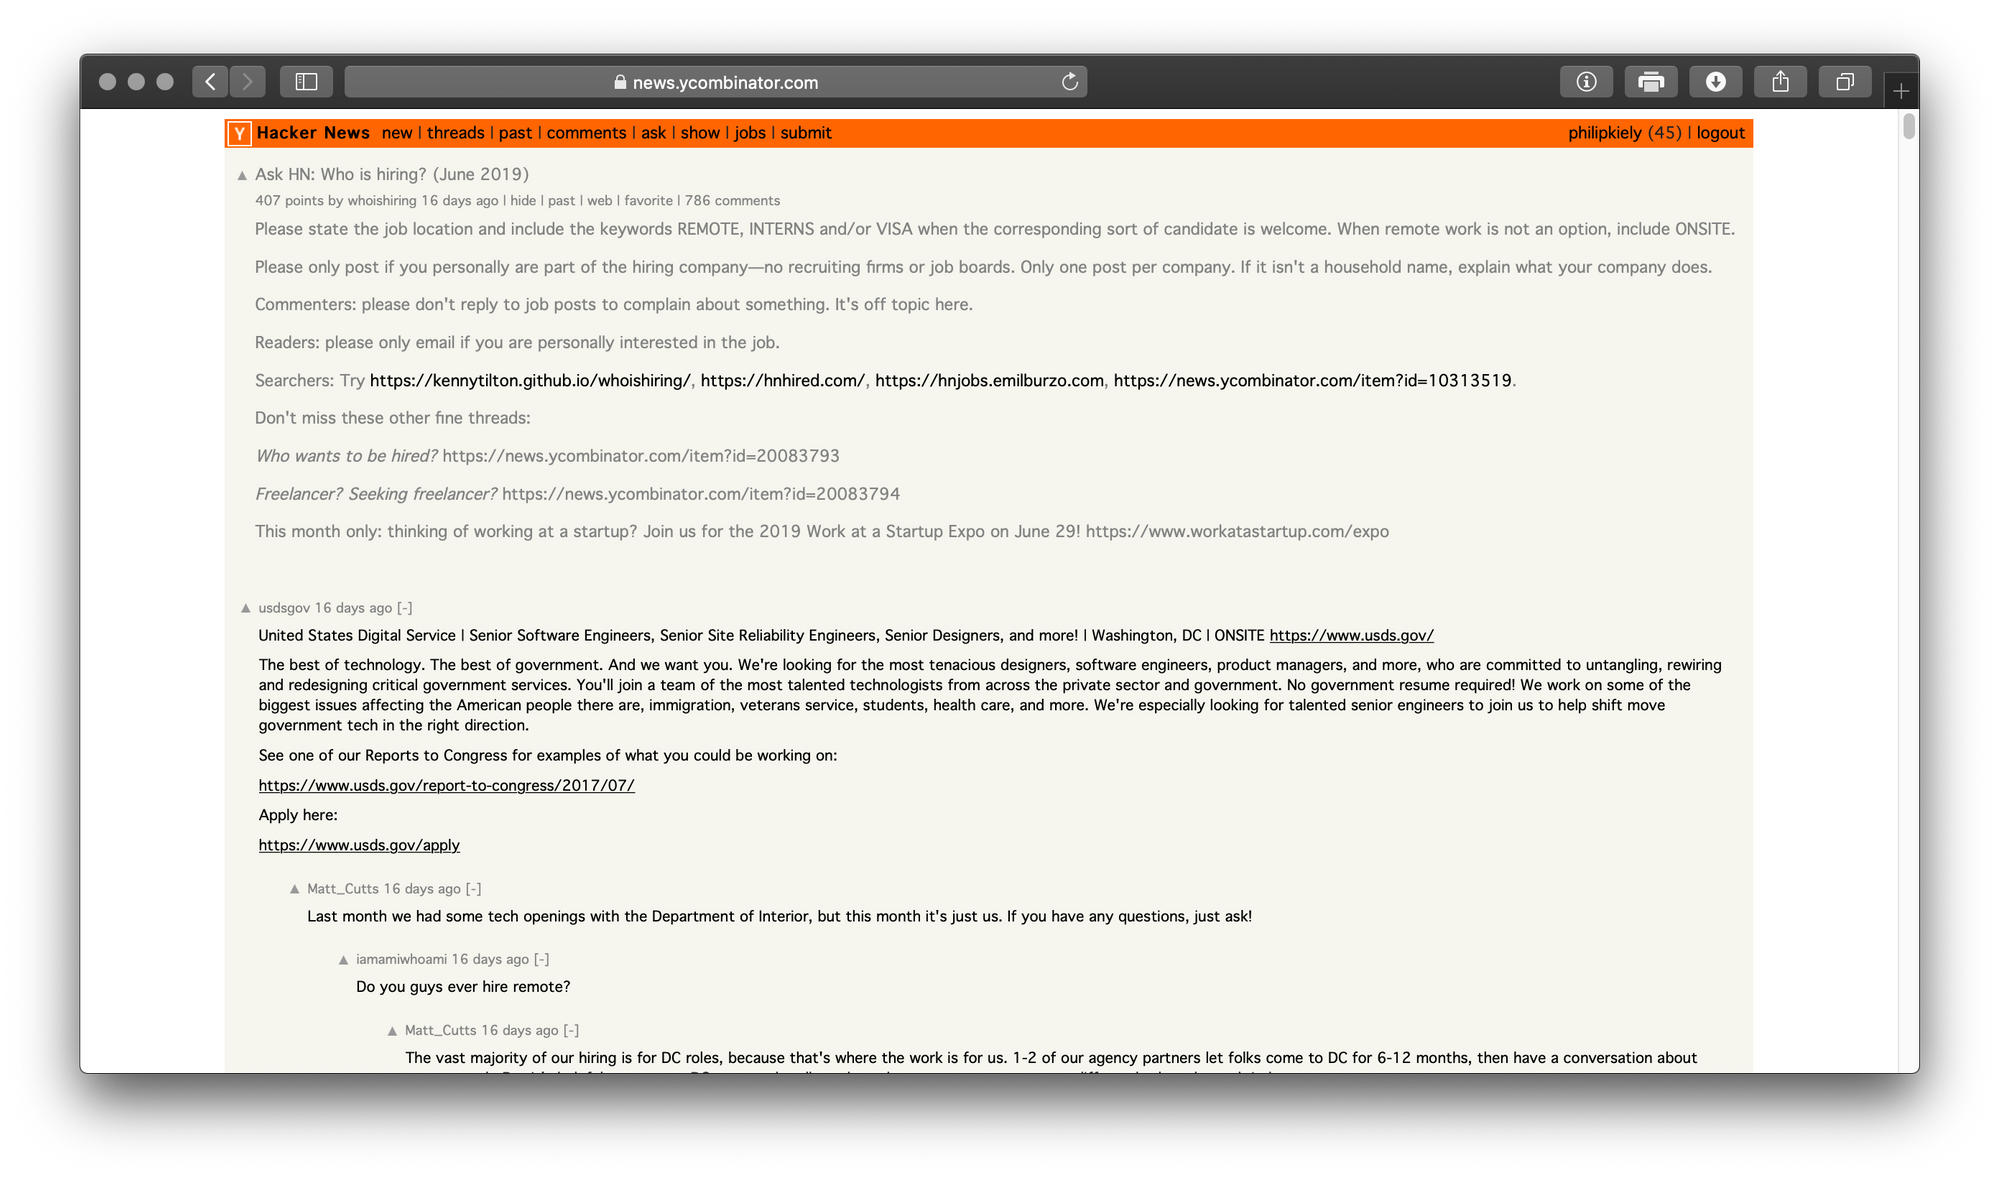 news.ycombinator.com
Y Hacker News new | threads | past | comments | ask | show | jobs | submit philipkiely (45) | logout
Ask HN: Who is hiring? (June 2019)
407 points by whoishiring 16 days ago | hide | past | web | favorite | 786 comments
Please state the job location and include the keywords REMOTE, INTERNS and/or VISA when the corresponding sort of candidate is welcome. When remote work is not an option, include ONSITE.
Please only post if you personally are part of the hiring company—no recruiting firms or job boards. Only one post per company. If it isn't a household name, explain what your company does.
Commenters: please don't reply to job posts to complain about something. It's off topic here.
Readers: please only email if you are personally interested in the job.
Searchers: Try https://kennytilton.github.io/whoishiring/, https://hnhired.com/, https://hnjobs.emilburzo.com, https://news.ycombinator.com/item?id=10313519.
Don't miss these other fine threads:
Who wants to be hired? https://news.ycombinator.com/item?id=20083793
Freelancer? Seeking freelancer? https://news.ycombinator.com/item?id=20083794
This month only: thinking of working at a startup? Join us for the 2019 Work at a Startup Expo on June 29! https://www.workatastartup.com/expo
usdsgov 16 days ago [-]
United States Digital Service | Senior Software Engineers, Senior Site Reliability Engineers, Senior Designers, and more! | Washington, DC | ONSITE https://www.usds.gov/
The best of technology. The best of government. And we want you. We're looking for the most tenacious designers, software engineers, product managers, and more, who are committed to untangling, rewiring
and redesigning critical government services. You'll join a team of the most talented technologists from across the private sector and government. No government resume required! We work on some of the
biggest issues affecting the American people there are, immigration, veterans service, students, health care, and more. We're especially looking for talented senior engineers to join us to help shift move
government tech in the right direction.
See one of our Reports to Congress for examples of what you could be working on:
https://www.usds.gov/report-to-congress/2017/07/
Apply here:
https://www.usds.gov/apply
Matt_Cutts 16 days ago [-]
Last month we had some tech openings with the Department of Interior, but this month it's just us. If you have any questions, just ask!
iamamiwhoami 16 days ago [-]
Do you guys ever hire remote?
Matt_Cutts 16 days ago [-]
The vast majority of our hiring is for DC roles, because that's where the work is for us. 1-2 of our agency partners let folks come to DC for 6-12 months, then have a conversation about